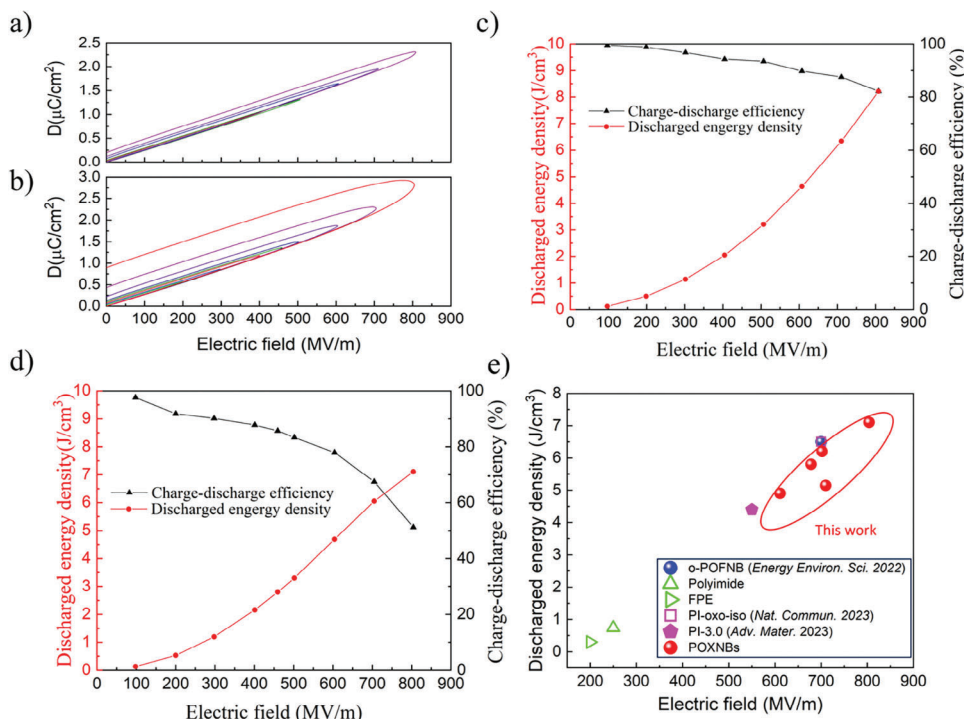 a)
2.5
2.0
1.5
1.0
0.5
0.0
D(μC/cm²)
0 100 200 300 400 500 600 700 800 900
b)
3.0
2.5
2.0
1.5
1.0
0.5
0.0
D(μC/cm²)
0 100 200 300 400 500 600 700 800 900
Electric field (MV/m)
c)
10
9
8
7
6
5
4
3
2
1
0
Discharged energy density(J/cm³)
Charge-discharge efficiency
Discharged engergy density
100
80
60
40
20
0
Charge-discharge efficiency (%)
0 100 200 300 400 500 600 700 800 900
Electric field (MV/m)
d)
10
9
8
7
6
5
4
3
2
1
0
Discharged energy density(J/cm³)
Charge-discharge efficiency
Discharged engergy density
100
80
60
40
20
0
Charge-discharge efficiency (%)
0 100 200 300 400 500 600 700 800 900
Electric field (MV/m)
e)
8
7
6
5
4
3
2
1
0
Discharged energy density (J/cm³)
This work
o-POFNB (Energy Environ. Sci. 2022)
Polyimide
FPE
PI-oxo-iso (Nat. Commun. 2023)
PI-3.0 (Adv. Mater. 2023)
POXNBs
200 300 400 500 600 700 800 900
Electric field (MV/m)